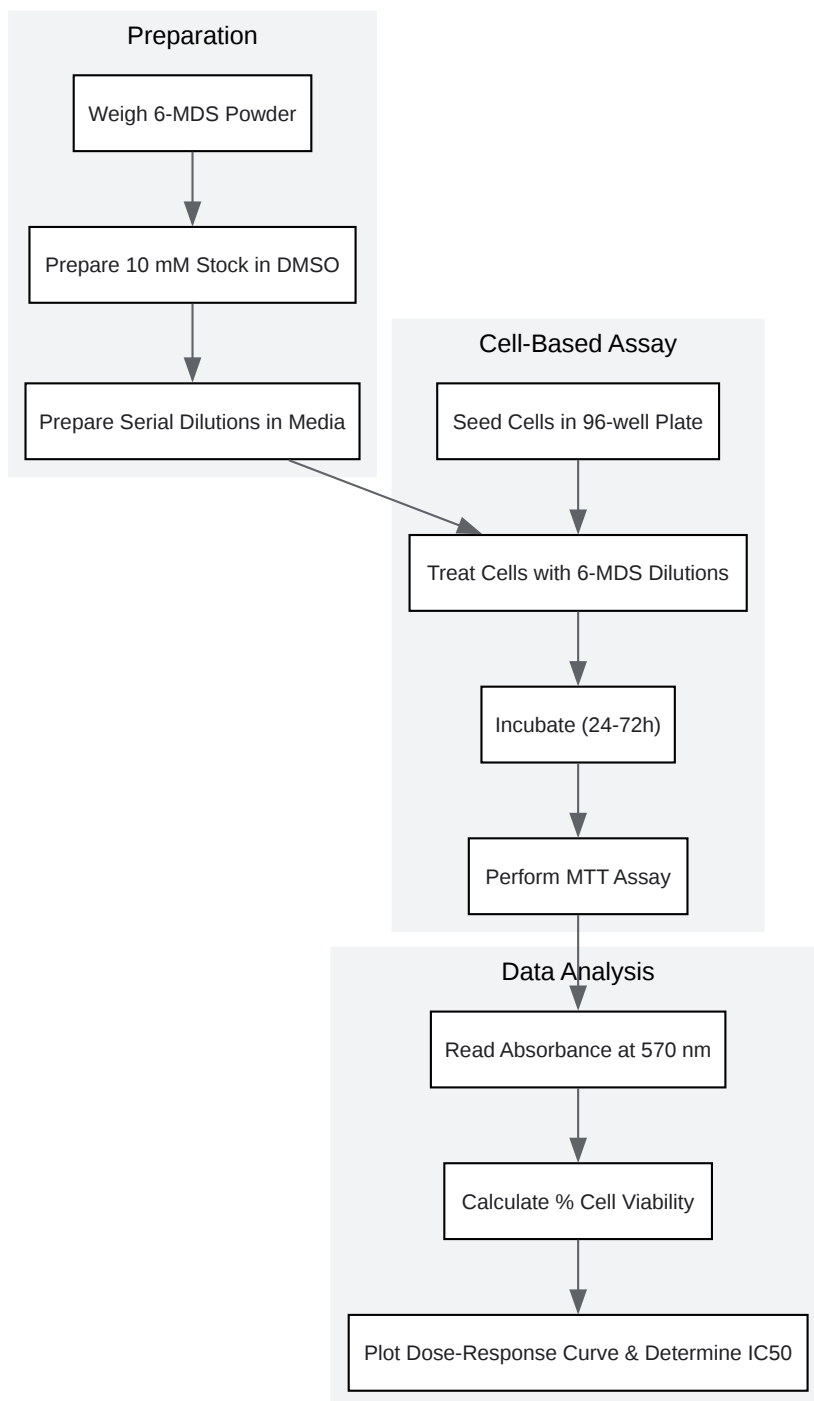 Preparation
Weigh 6-MDS Powder
Prepare 10 mM Stock in DMSO
Prepare Serial Dilutions in Media
Cell-Based Assay
Seed Cells in 96-well Plate
Treat Cells with 6-MDS Dilutions
Incubate (24-72h)
Perform MTT Assay
Data Analysis
Read Absorbance at 570 nm
Calculate % Cell Viability
Plot Dose-Response Curve & Determine IC50